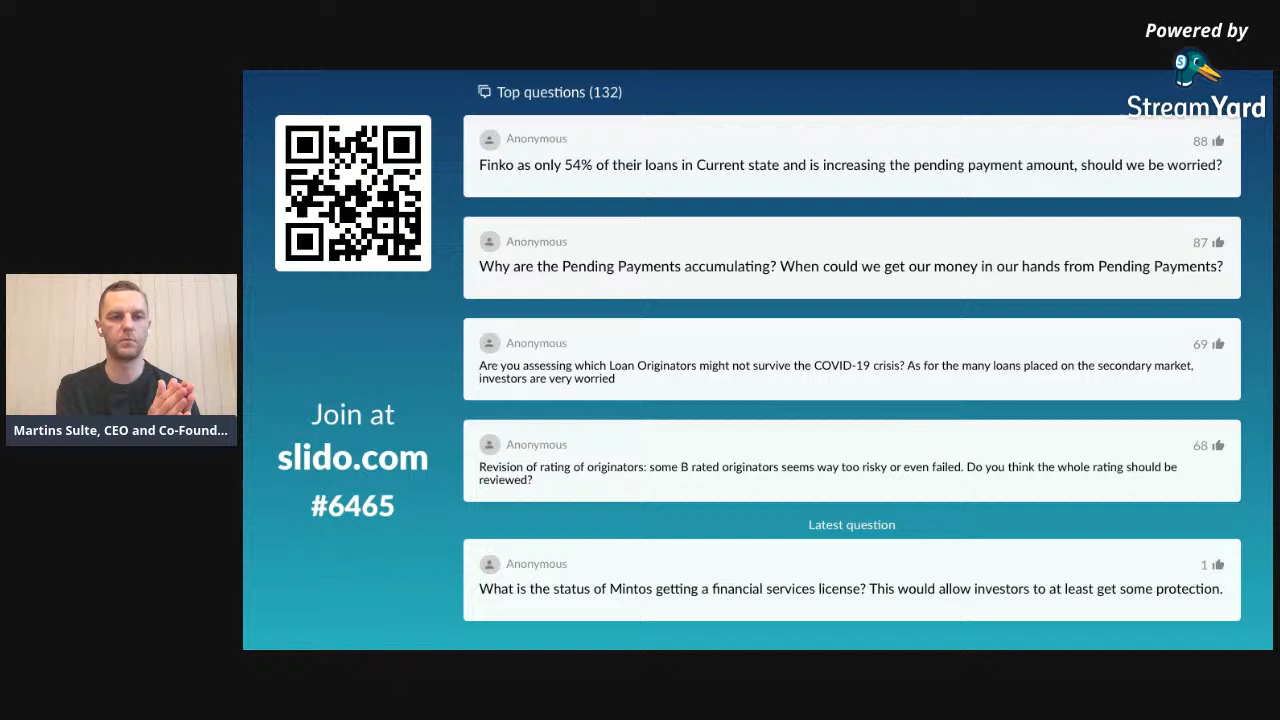 Powered by
StreamYard
Top questions (132)
Anonymous
88
Finko as only 54% of their loans in Current state and is increasing the pending payment amount, should we be worried?
Anonymous
87
Why are the Pending Payments accumulating? When could we get our money in our hands from Pending Payments?
Anonymous
69
Are you assessing which Loan Originators might not survive the COVID-19 crisis? As for the many loans placed on the secondary market,
investors are very worried
Anonymous
68
Revision of rating of originators: some B rated originators seems way too risky or even failed. Do you think the whole rating should be
reviewed?
Latest question
Anonymous
1
What is the status of Mintos getting a financial services license? This would allow investors to at least get some protection.
Join at
slido.com
#6465
Martins Sulte, CEO and Co-Found...